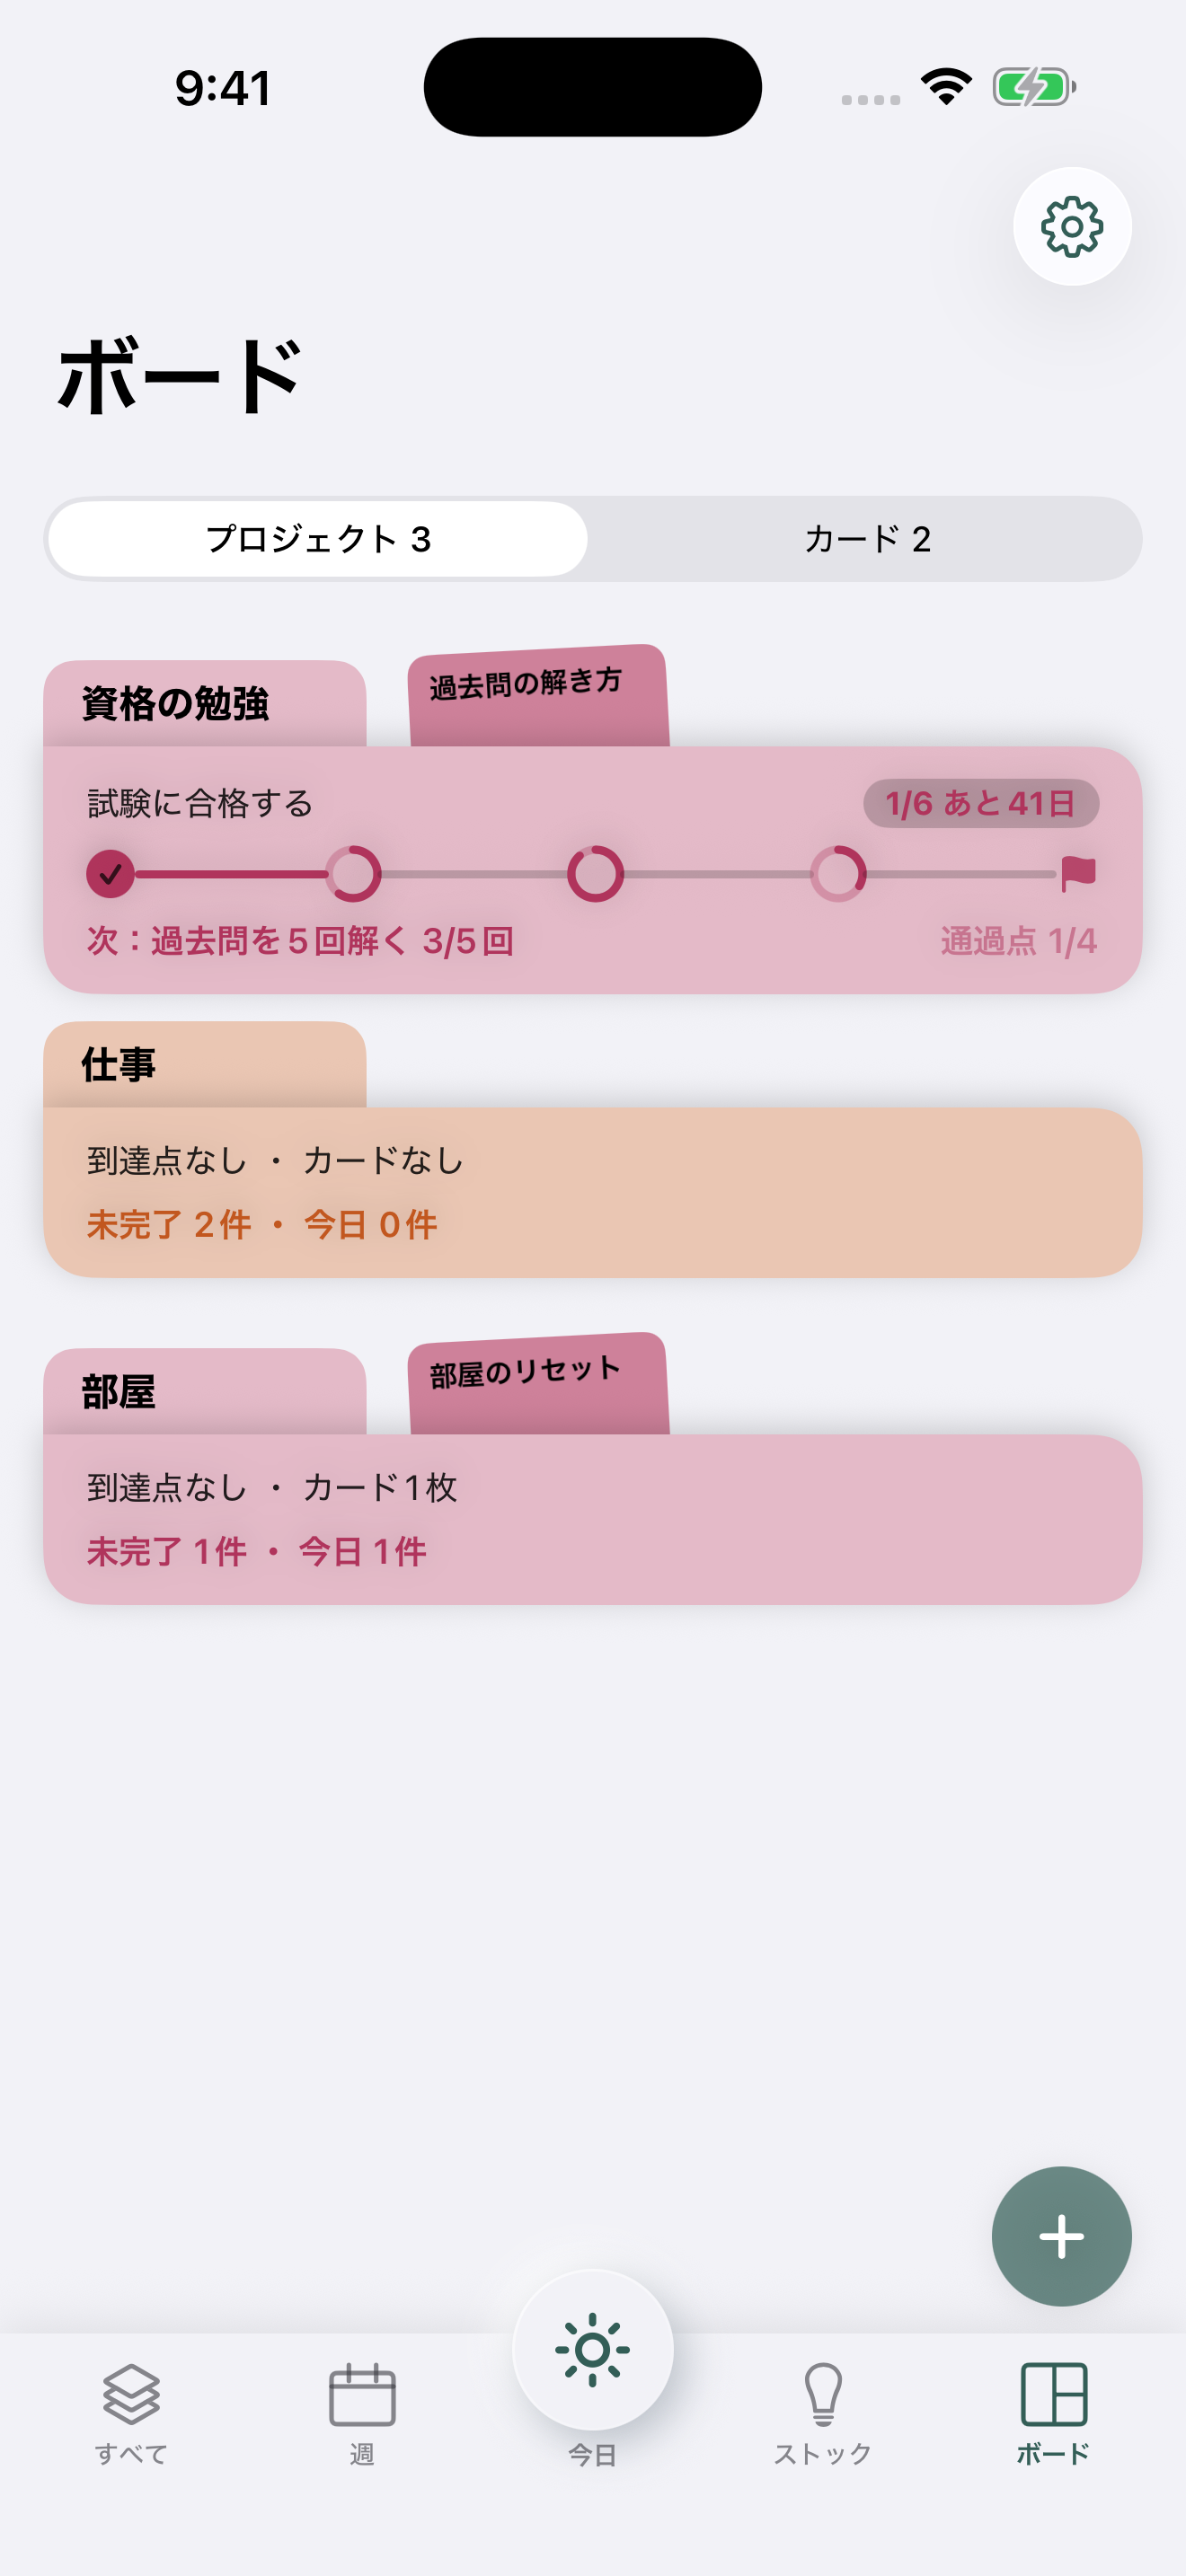 9:41
ボード
プロジェクト 3
カード 2
資格の勉強
過去問の解き方
試験に合格する
1/6 あと41日
次：過去問を5回解く 3/5回
通過点 1/4
仕事
到達点なし ・ カードなし
未完了 2件 ・ 今日 0件
部屋
部屋のリセット
到達点なし ・ カード1枚
未完了 1件 ・ 今日 1件
すべて
週
今日
ストック
ボード